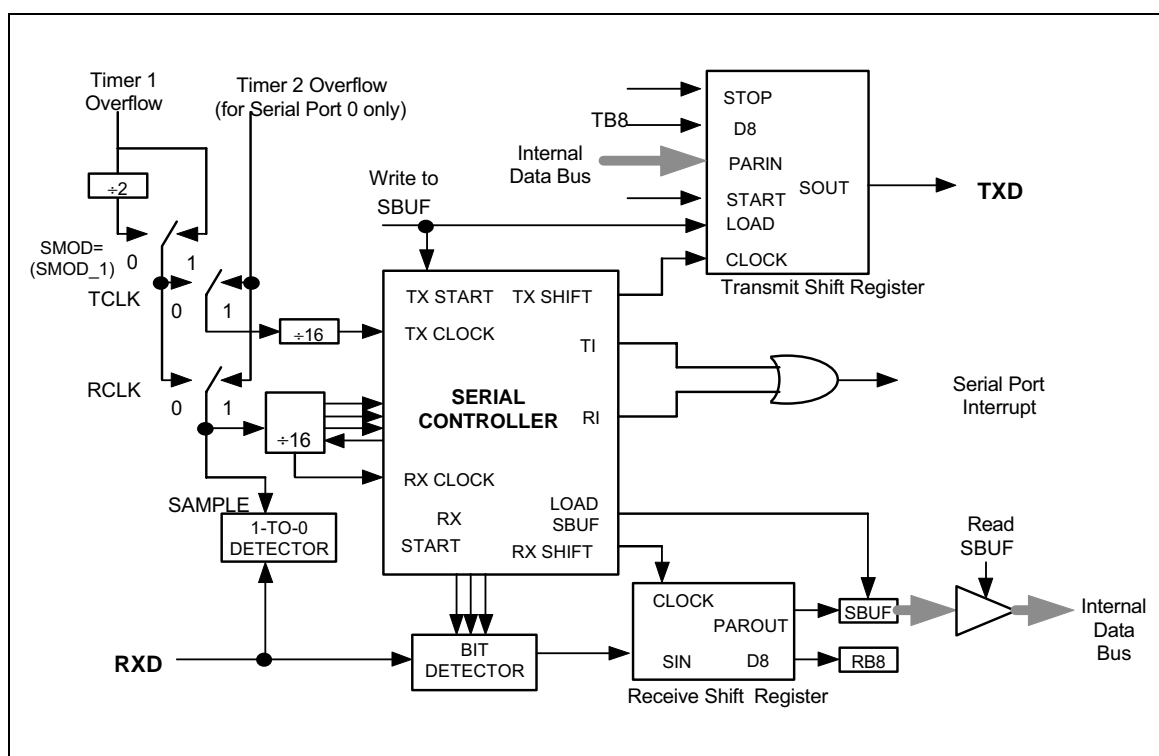 Timer 1
Overflow
Timer 2 Overflow
(for Serial Port 0 only)
÷2
SMOD=
(SMOD_1)
0
1
TCLK
0
1
RCLK
0
1
÷16
÷16
SAMPLE
1-TO-0
DETECTOR
RXD
Write to
SBUF
TB8
Internal
Data Bus
STOP
D8
PARIN
START
LOAD
CLOCK
SOUT
TXD
Transmit Shift Register
TX START
TX SHIFT
TX CLOCK
TI
SERIAL
CONTROLLER
RI
RX CLOCK
LOAD
SBUF
RX
START
RX SHIFT
Serial Port
Interrupt
BIT
DETECTOR
CLOCK
PAROUT
SIN
D8
Receive Shift Register
SBUF
RB8
Read
SBUF
Internal
Data
Bus